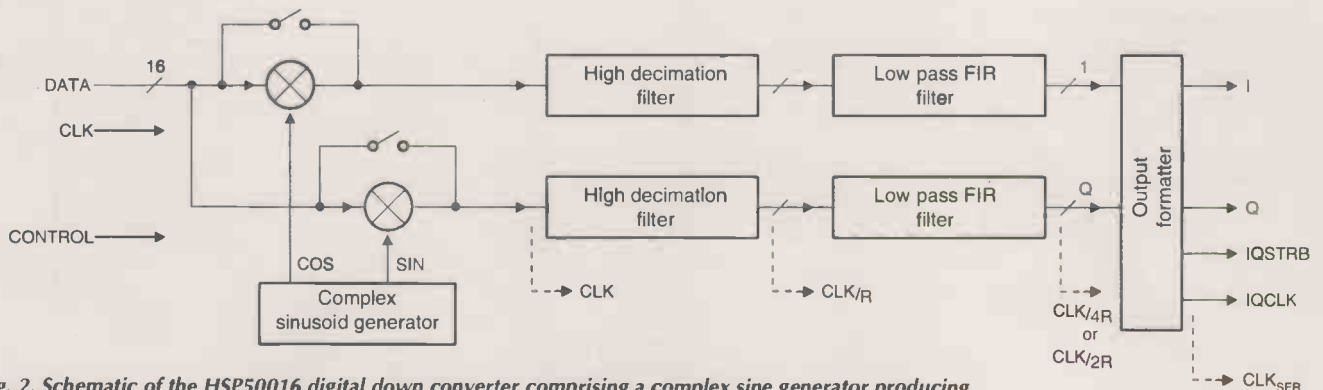 16
DATA
CLK
CONTROL
COS
SIN
Complex
sinusoid generator
High decimation
filter
Low pass FIR
filter
1
High decimation
filter
Low pass FIR
filter
Q
CLK
CLK/R
CLK/4R
or
CLK/2R
Output
formatter
I
Q
IQSTRB
IQCLK
CLKSER
g. 2. Schematic of the HSP50016 digital down converter comprising a complex sine generator producing